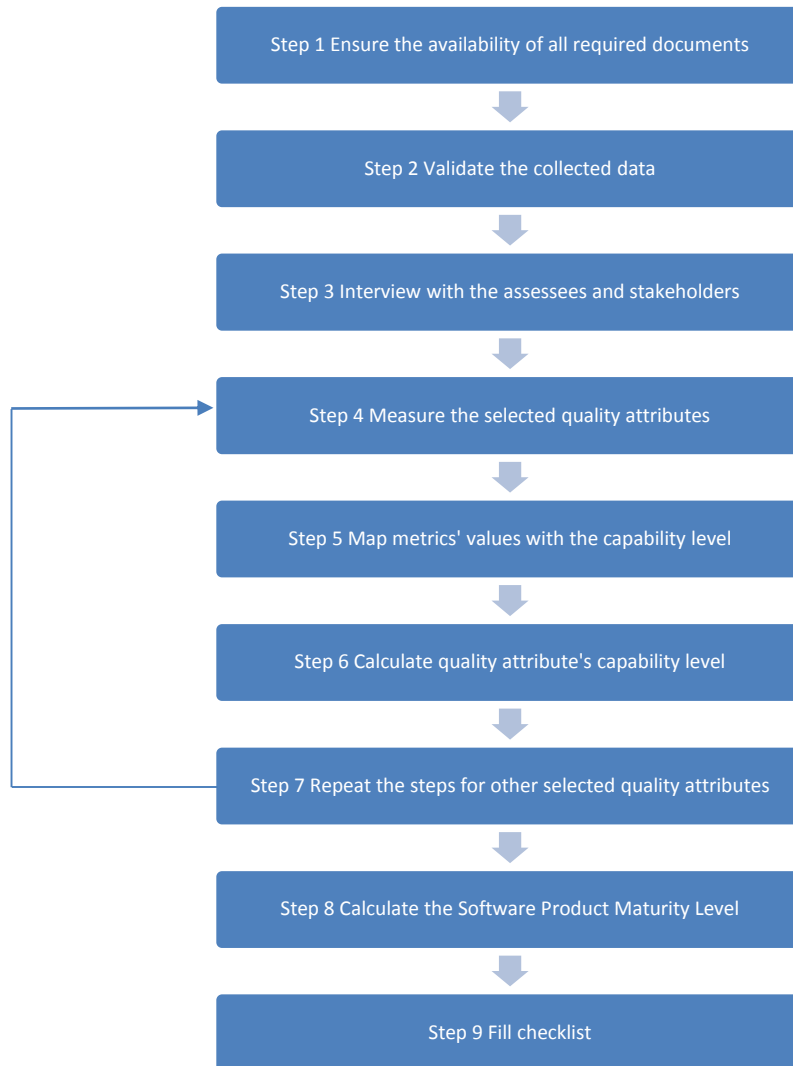 Step 1 Ensure the availability of all required documents
Step 2 Validate the collected data
Step 3 Interview with the assessees and stakeholders
Step 4 Measure the selected quality attributes
Step 5 Map metrics' values with the capability level
Step 6 Calculate quality attribute's capability level
Step 7 Repeat the steps for other selected quality attributes
Step 8 Calculate the Software Product Maturity Level
Step 9 Fill checklist